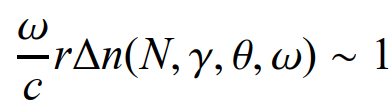 ω/c rΔn(N, γ, θ, ω) ∼ 1